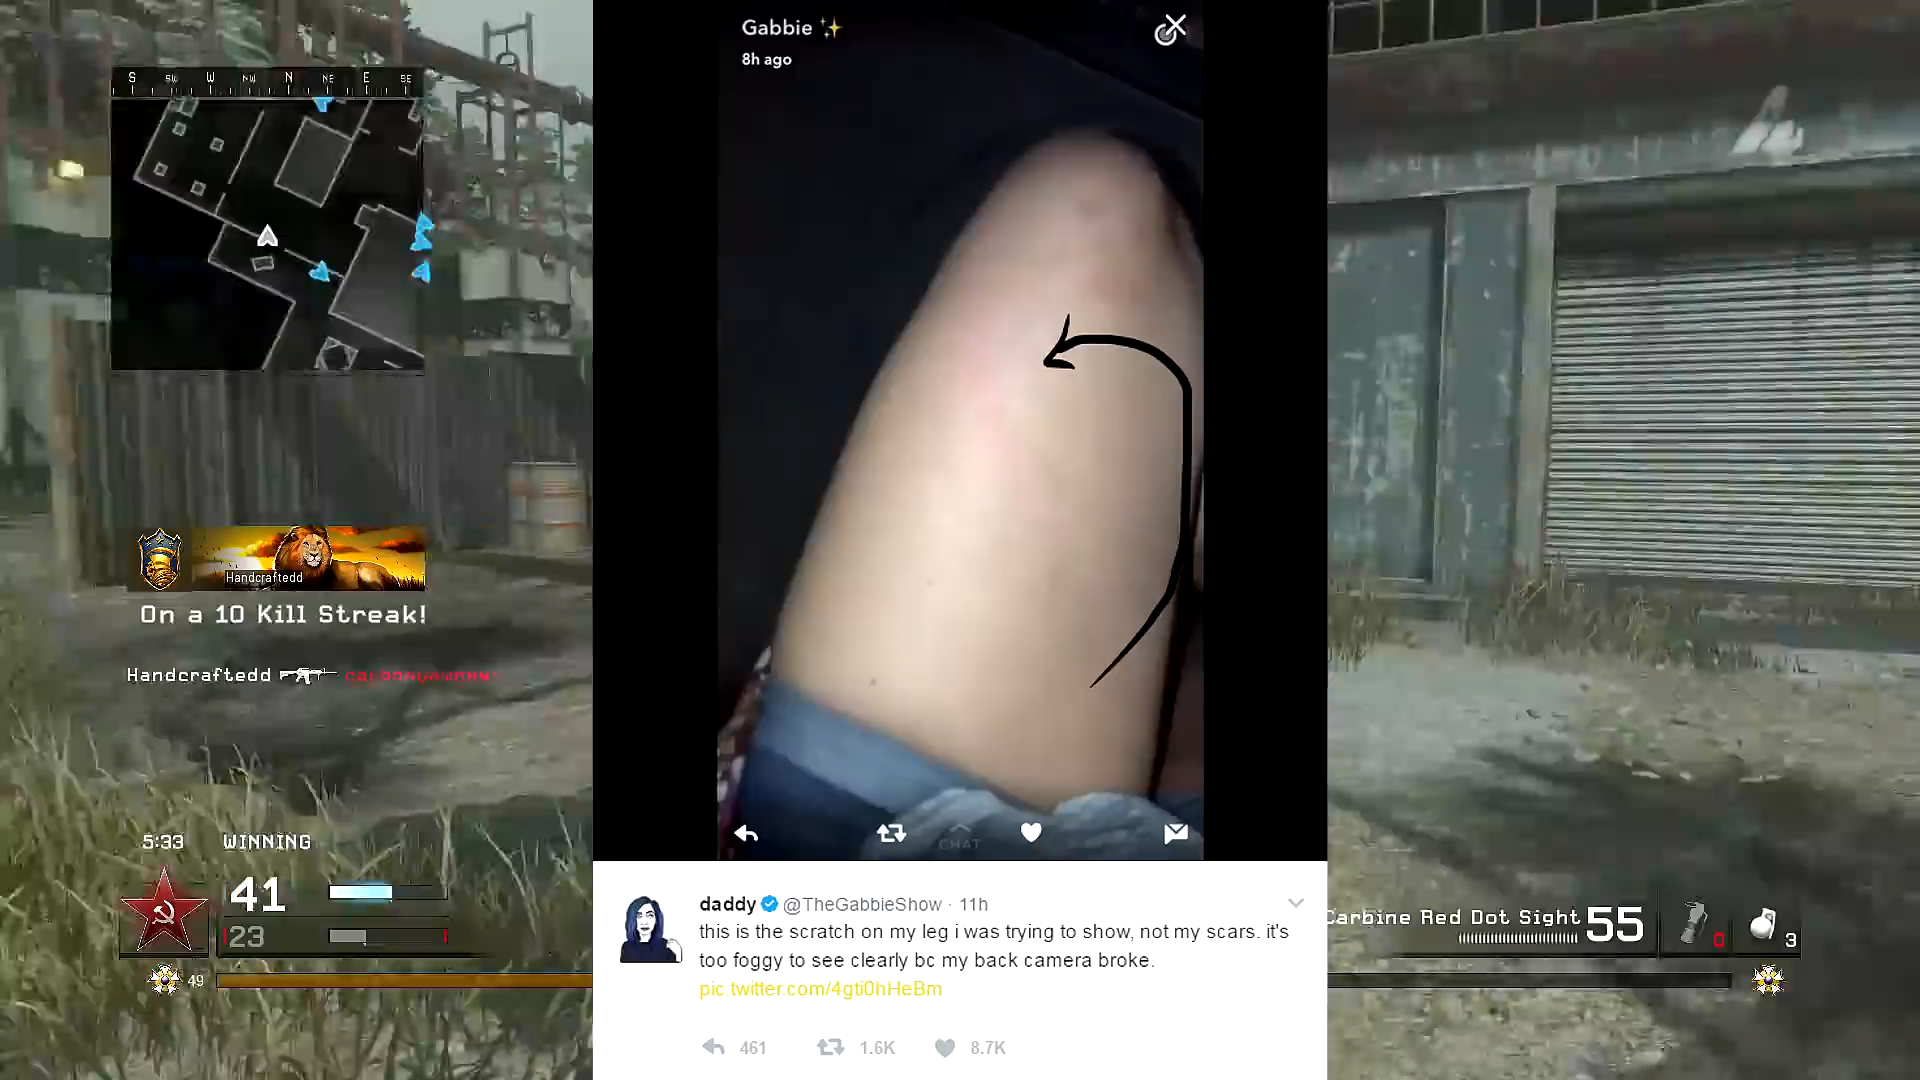 Gabbie ✨
8h ago
S SW W NW N NE E SE
Handcraftedd
On a 10 Kill Streak!
Handcraftedd
5:33 WINNING
41
23
49
CHAT
daddy @TheGabbieShow · 11h
this is the scratch on my leg i was trying to show, not my scars. it's
too foggy to see clearly bc my back camera broke.
pic.twitter.com/4gti0hHeBm
461 1.6K 8.7K
Carbine Red Dot Sight 55
0 3